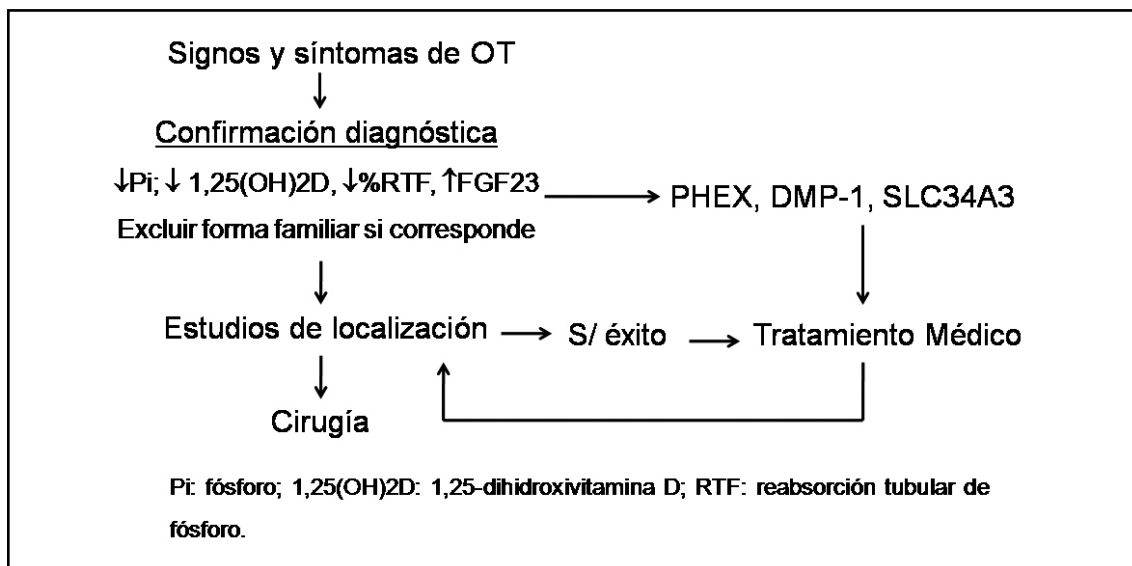 Signos y síntomas de OT
Confirmación diagnóstica
↓Pi; ↓ 1,25(OH)2D, ↓%RTF, ↑FGF23
PHEX, DMP-1, SLC34A3
Excluir forma familiar si corresponde
Estudios de localización
S/ éxito
Tratamiento Médico
Cirugía
Pi: fósforo; 1,25(OH)2D: 1,25-dihidroxivitamina D; RTF: reabsorción tubular de
fósforo.